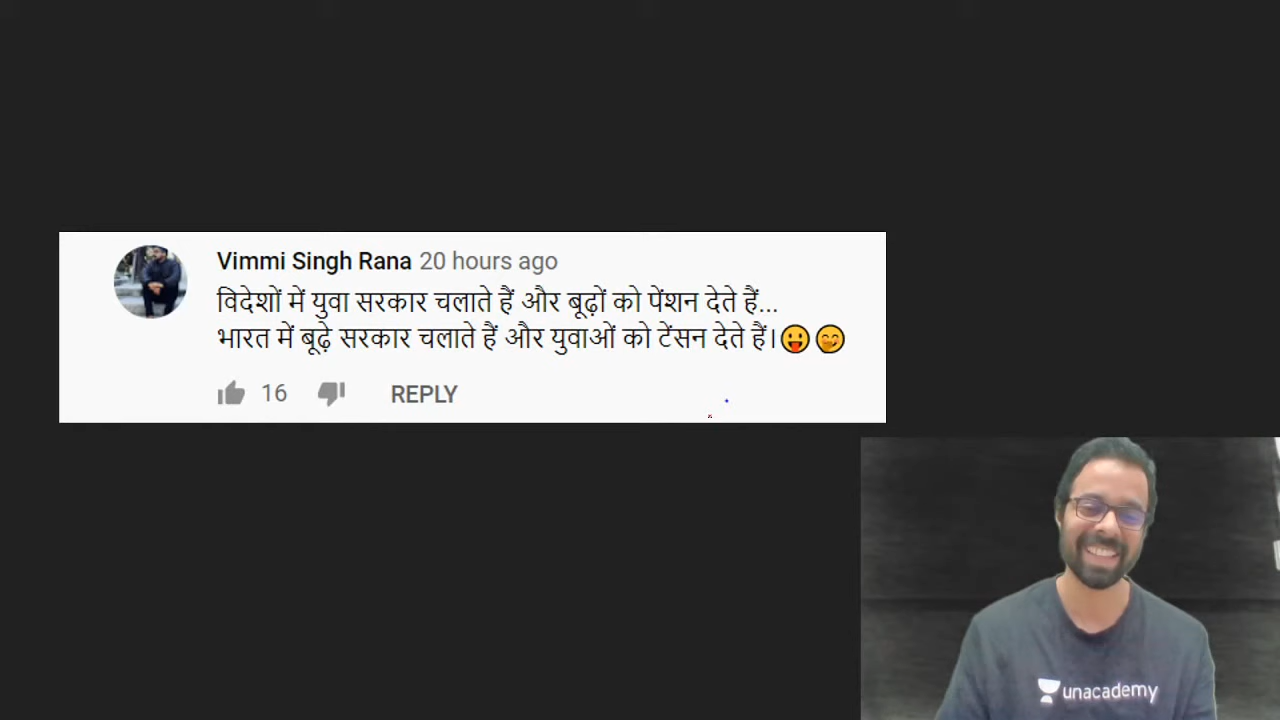 Vimmi Singh Rana 20 hours ago
विदेशों में युवा सरकार चलाते हैं और बूढ़ों को पेंशन देते हैं...
भारत में बूढ़े सरकार चलाते हैं और युवाओं को टेंसन देते हैं।😛🤭
16 REPLY
unacademy